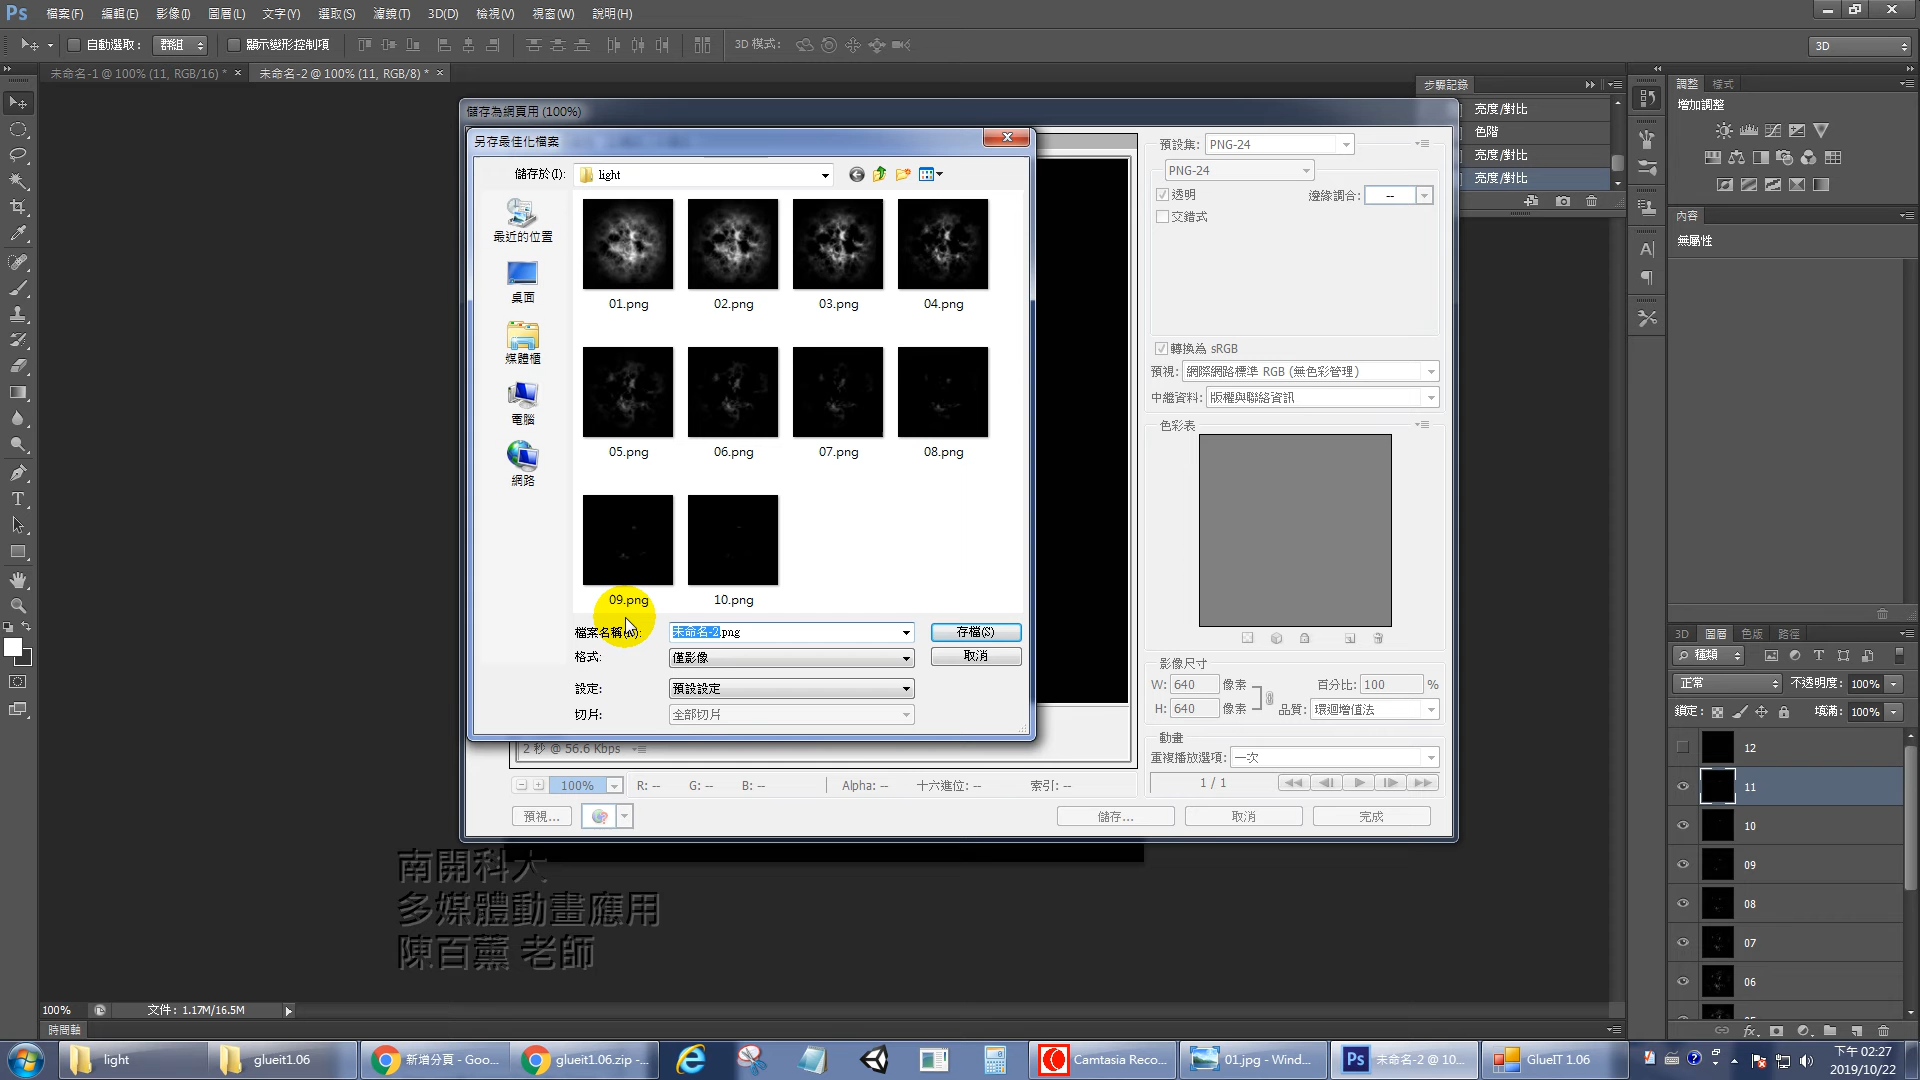 Ps 檔案(F) 編輯(E) 影像(I) 圖層(L) 文字(Y) 選取(S) 濾鏡(T) 3D(D) 檢視(V) 視窗(W) 說明(H)
自動選取： 群組 顯示變形控制項 3D 模式： 3D
未命名-1 @ 100% (11, RGB/16) * × 未命名-2 @ 100% (11, RGB/8) * ×
步驟記錄
亮度/對比
色階
亮度/對比
亮度/對比
調整 樣式
增加調整
內容
無屬性
儲存為網頁用 (100%)
另存最佳化檔案
儲存於(I): light
最近的位置
桌面
媒體櫃
電腦
網路
01.png 02.png 03.png 04.png
05.png 06.png 07.png 08.png
09.png 10.png
檔案名稱(N): 未命名-2.png 存檔(S)
格式: 僅影像 取消
設定: 預設設定
切片: 全部切片
預設集: PNG-24
PNG-24
透明 邊緣調合: --
交錯式
轉換為 sRGB
預視: 網際網路標準 RGB (無色彩管理)
中繼資料: 版權與聯絡資訊
色彩表
影像尺寸
W: 640 像素 百分比: 100 %
H: 640 像素 品質: 環迴增值法
動畫
重複播放選項: 一次
1 / 1
2 秒 @ 56.6 Kbps
100% R: -- G: -- B: -- Alpha: -- 十六進位: -- 索引: --
預視... 儲存... 取消 完成
3D 圖層 色版 路徑
種類
正常 不透明度: 100%
鎖定: 填滿: 100%
12
11
10
09
08
07
06
05
南開科大
多媒體動畫應用
陳百薰 老師
100% 文件: 1.17M/16.5M
時間軸
light glueit1.06 新增分頁 - Goo... glueit1.06.zip -... Camtasia Reco... 01.jpg - Wind... 未命名-2 @ 10... GlueIT 1.06
下午 02:27
2019/10/22